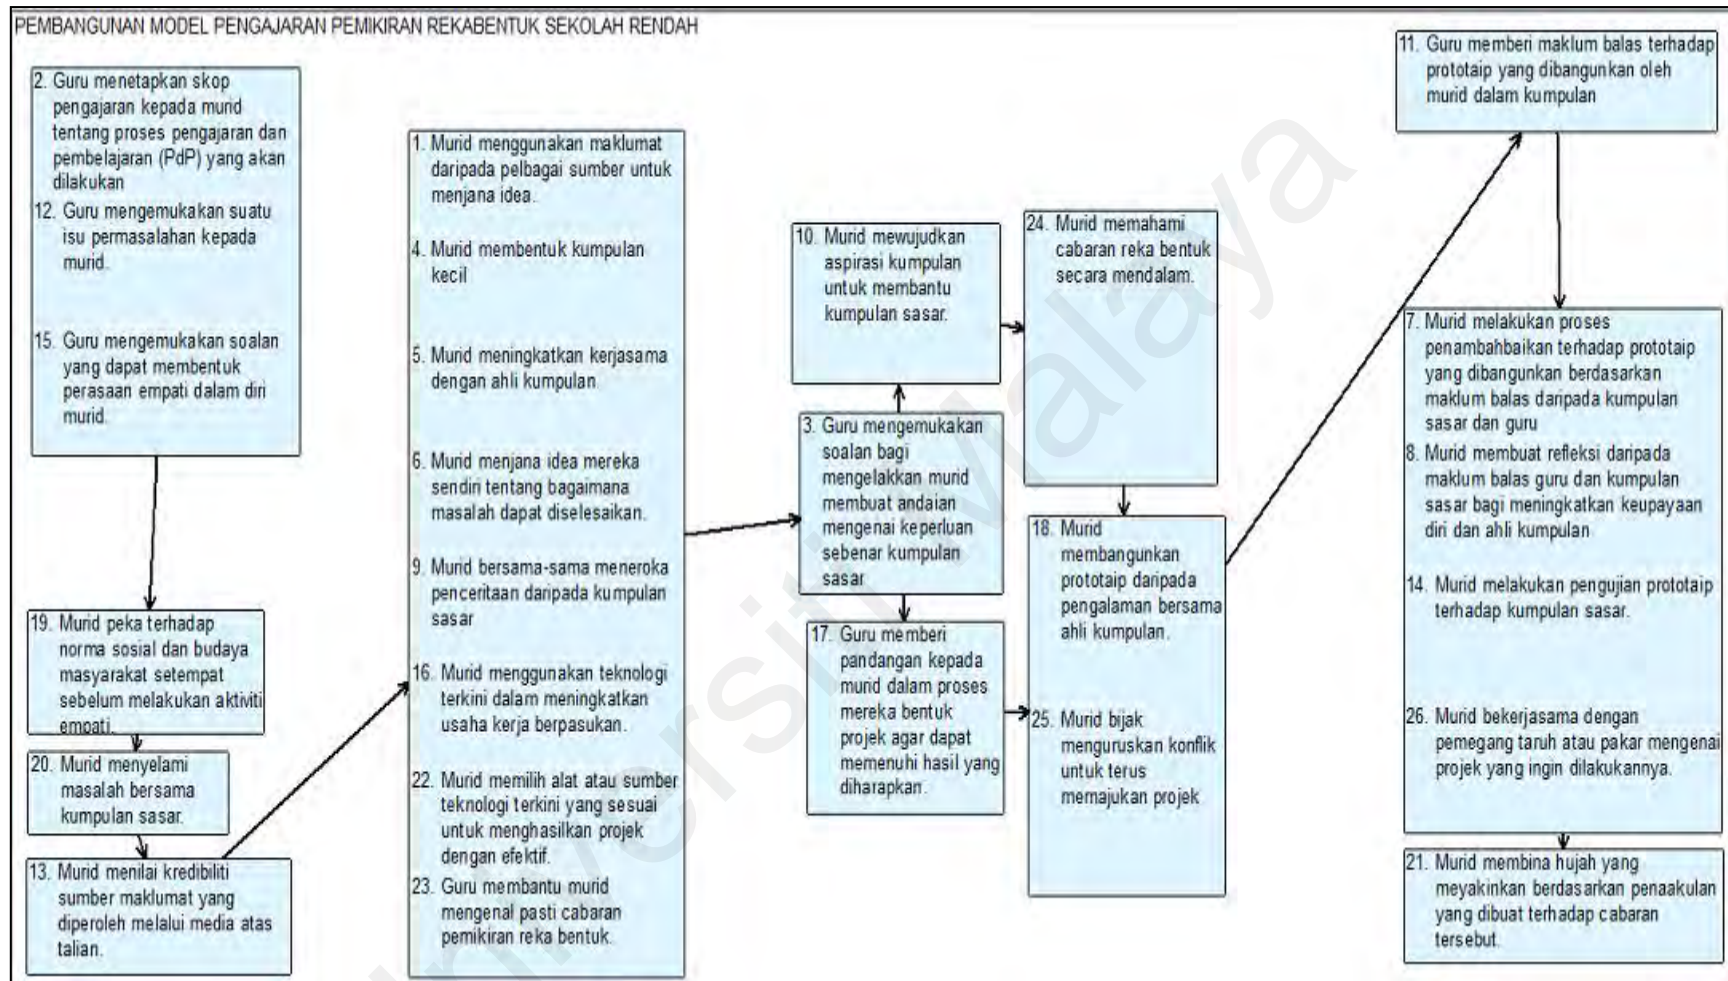 PEMBANGUNAN MODEL PENGAJARAN PEMIKIRAN REKABENTUK SEKOLAH RENDAH
2. Guru menetapkan skop
pengajaran kepada murid
tentang proses pengajaran dan
pembelajaran (PdP) yang akan
dilakukan
12. Guru mengemukakan suatu
isu permasalahan kepada
murid.
15. Guru mengemukakan soalan
yang dapat membentuk
perasaan empati dalam diri
murid.
19. Murid peka terhadap
norma sosial dan budaya
masyarakat setempat
sebelum melakukan aktiviti
empati.
20. Murid menyelami
masalah bersama
kumpulan sasar.
13. Murid menilai kredibiliti
sumber maklumat yang
diperoleh melalui media atas
talian.
1. Murid menggunakan maklumat
daripada pelbagai sumber untuk
menjana idea.
4. Murid membentuk kumpulan
kecil
5. Murid meningkatkan kerjasama
dengan ahli kumpulan
6. Murid menjana idea mereka
sendiri tentang bagaimana
masalah dapat diselesaikan.
9. Murid bersama-sama meneroka
penceritaan daripada kumpulan
sasar
16. Murid menggunakan teknologi
terkini dalam meningkatkan
usaha kerja berpasukan.
22. Murid memilih alat atau sumber
teknologi terkini yang sesuai
untuk menghasilkan projek
dengan efektif.
23. Guru membantu murid
mengenal pasti cabaran
pemikiran reka bentuk.
10. Murid mewujudkan
aspirasi kumpulan
untuk membantu
kumpulan sasar.
3. Guru mengemukakan
soalan bagi
mengelakkan murid
membuat andaian
mengenai keperluan
sebenar kumpulan
sasar
17. Guru memberi
pandangan kepada
murid dalam proses
mereka bentuk
projek agar dapat
memenuhi hasil yang
diharapkan.
24. Murid memahami
cabaran reka bentuk
secara mendalam.
18. Murid
membangunkan
prototaip daripada
pengalaman bersama
ahli kumpulan.
25. Murid bijak
menguruskan konflik
untuk terus
memajukan projek
11. Guru memberi maklum balas terhadap
prototaip yang dibangunkan oleh
murid dalam kumpulan
7. Murid melakukan proses
penambahbaikan terhadap prototaip
yang dibangunkan berdasarkan
maklum balas daripada kumpulan
sasar dan guru
8. Murid membuat refleksi daripada
maklum balas guru dan kumpulan
sasar bagi meningkatkan keupayaan
diri dan ahli kumpulan
14. Murid melakukan pengujian prototaip
terhadap kumpulan sasar.
26. Murid bekerjasama dengan
pemegang taruh atau pakar mengenai
projek yang ingin dilakukannya.
21. Murid membina hujah yang
meyakinkan berdasarkan penaakulan
yang dibuat terhadap cabaran
tersebut.
Universiti Malaya